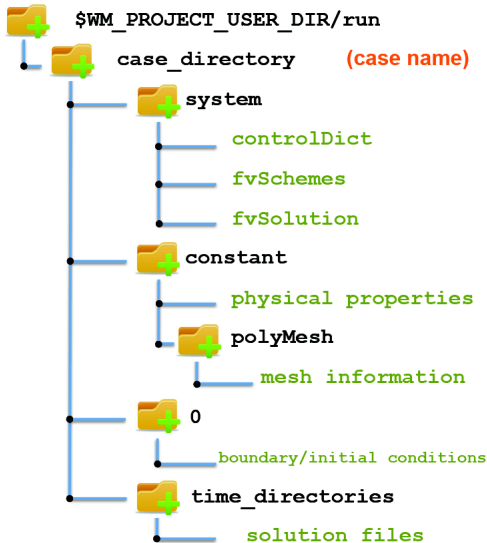 $WM_PROJECT_USER_DIR/run
case_directory (case name)
system
controlDict
fvSchemes
fvSolution
constant
physical properties
polyMesh
mesh information
0
boundary/initial conditions
time_directories
solution files